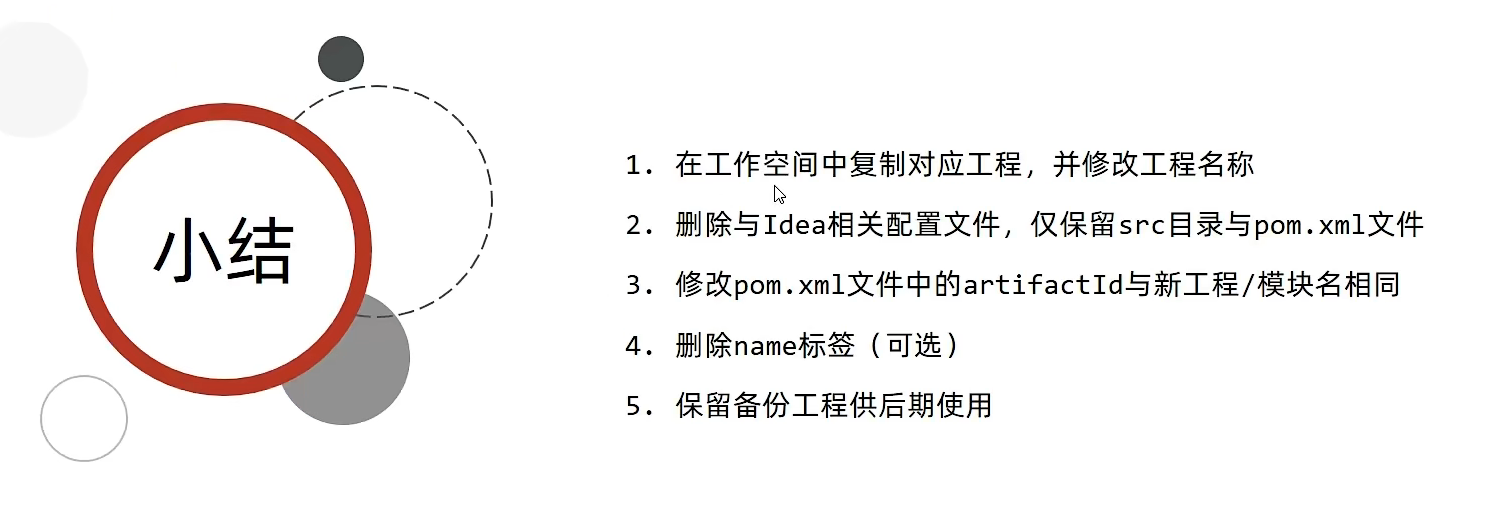 小结
1. 在工作空间中复制对应工程，并修改工程名称
2. 删除与Idea相关配置文件，仅保留src目录与pom.xml文件
3. 修改pom.xml文件中的artifactId与新工程/模块名相同
4. 删除name标签（可选）
5. 保留备份工程供后期使用